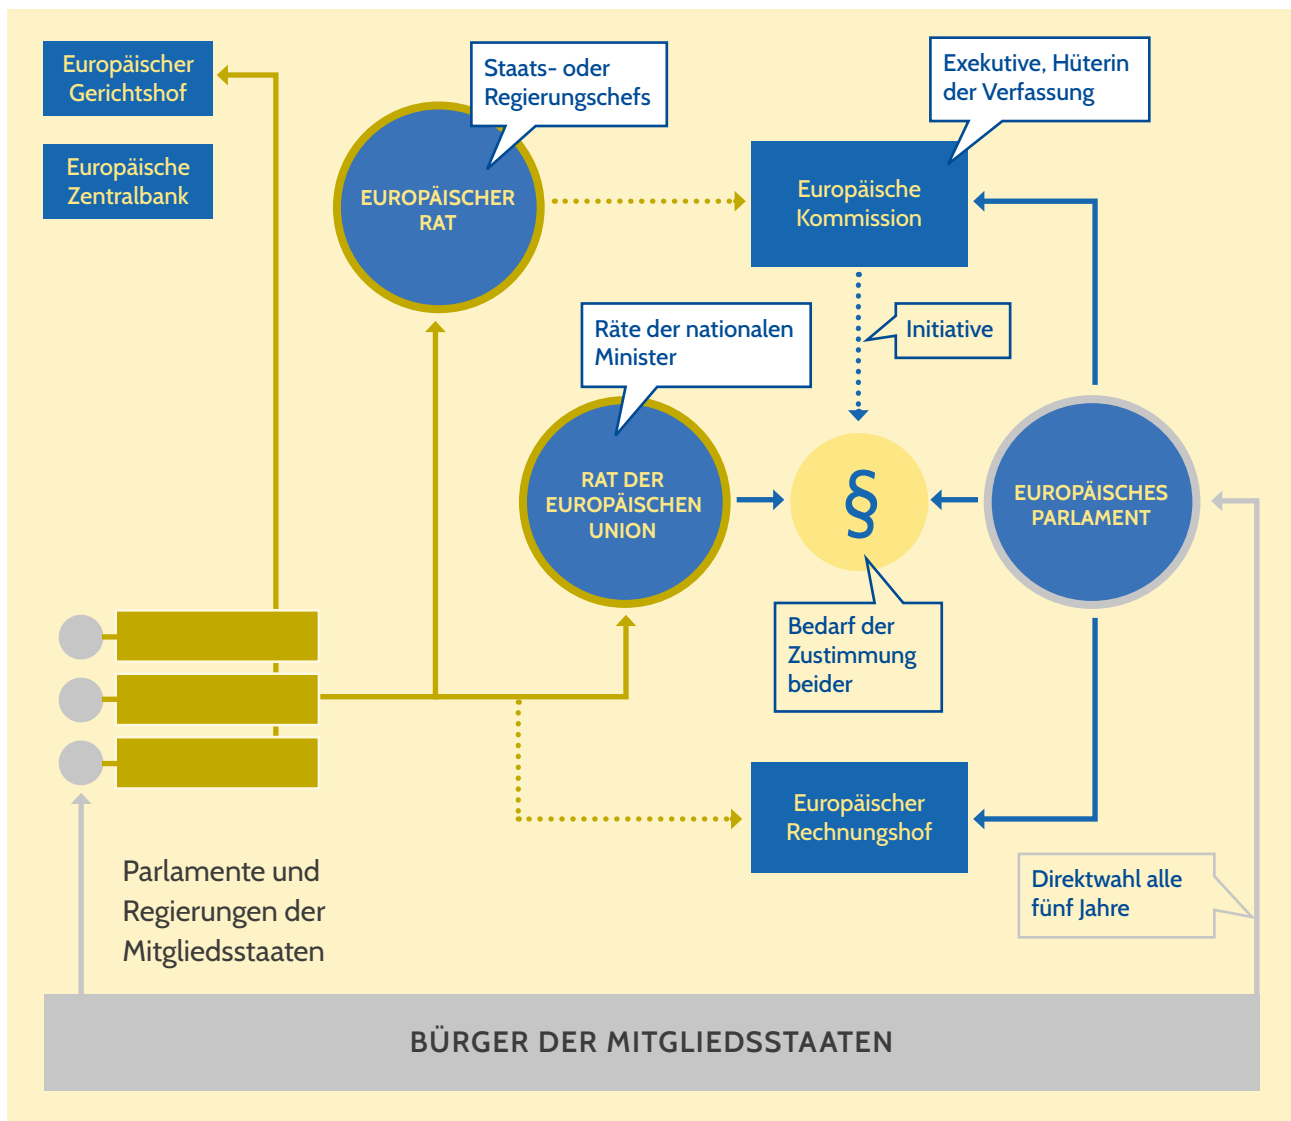 Europäischer
Gerichtshof
Europäische
Zentralbank
Staats- oder
Regierungschefs
EUROPÄISCHER
RAT
Exekutive, Hüterin
der Verfassung
Europäische
Kommission
Räte der nationalen
Minister
Initiative
RAT DER
EUROPÄISCHEN
UNION
§
EUROPÄISCHES
PARLAMENT
Bedarf der
Zustimmung
beider
Europäischer
Rechnungshof
Parlamente und
Regierungen der
Mitgliedsstaaten
Direktwahl alle
fünf Jahre
BÜRGER DER MITGLIEDSSTAATEN